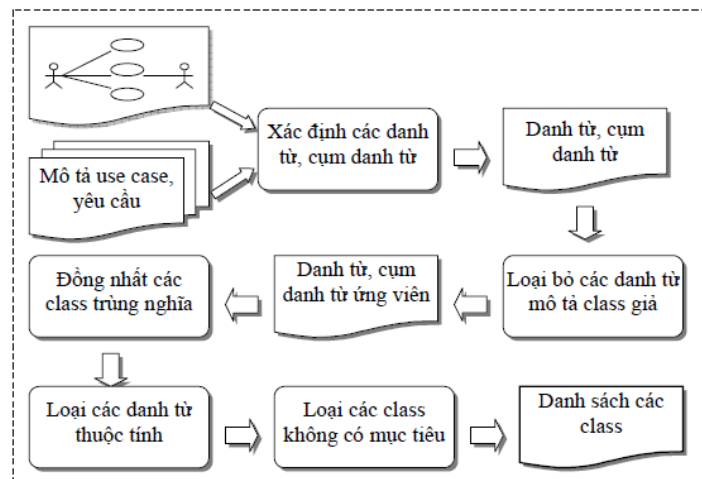 Xác định các danh
từ, cụm danh từ
Danh từ, cụm
danh từ
Mô tả use case,
yêu cầu
Đồng nhất các
class trùng nghĩa
Danh từ, cụm
danh từ ứng viên
Loại bỏ các danh từ
mô tả class giả
Loại các danh từ
thuộc tính
Loại các class
không có mục tiêu
Danh sách các
class